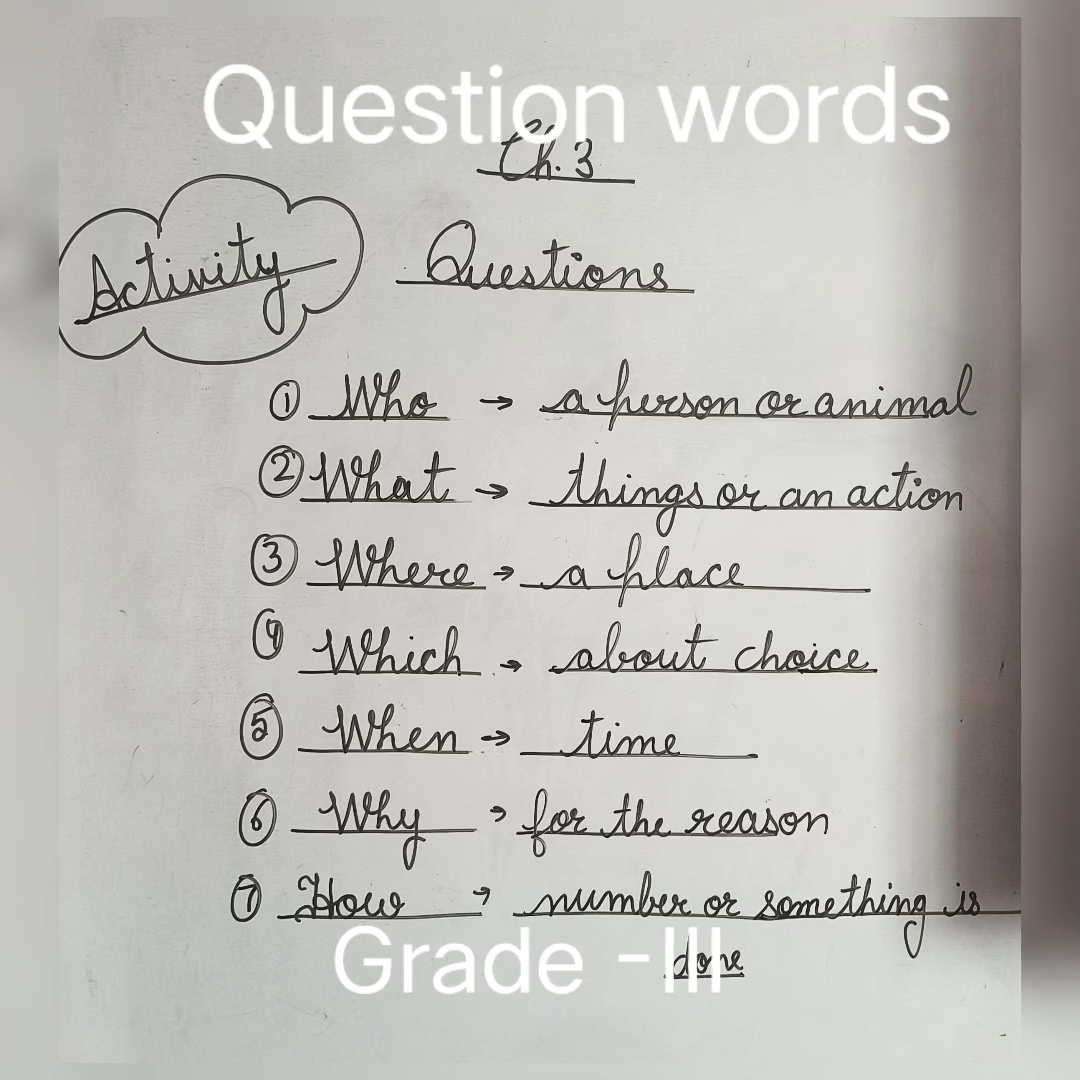 Question words
Ch. 3
Activity
Questions
① Who → a person or animal
② What → things or an action
③ Where → a place
④ Which → about choice
⑤ When → time
⑥ Why → for the reason
⑦ How → number or something is
done
Grade -III